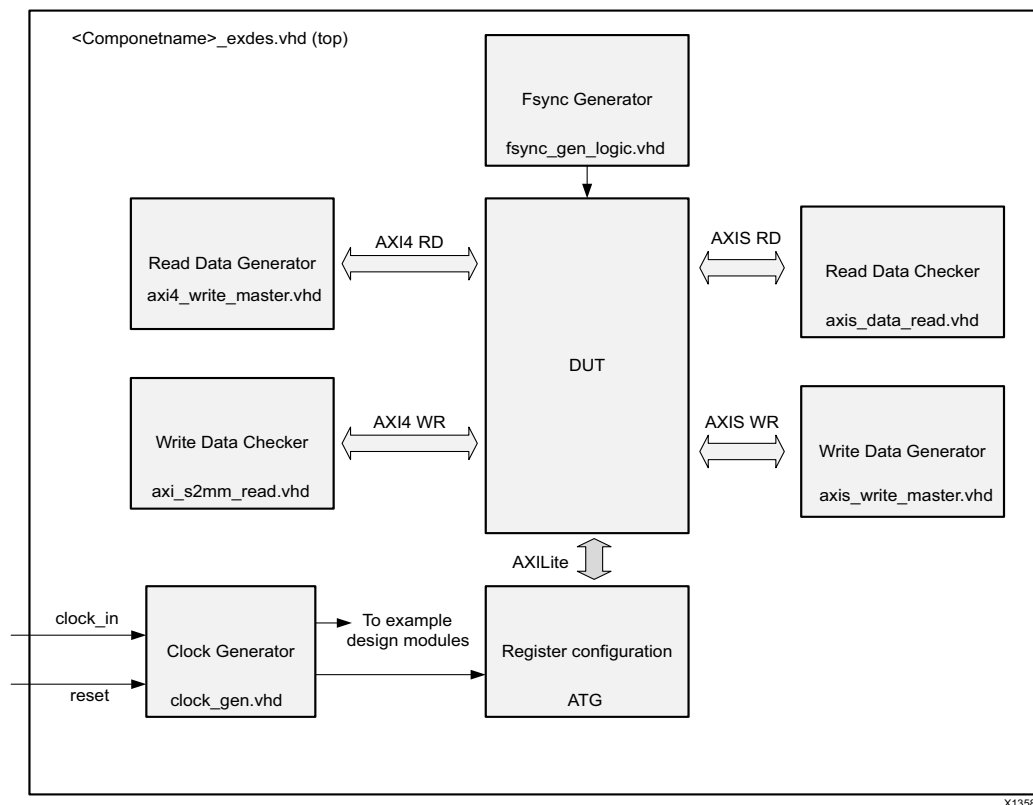 <Componetname>_exdes.vhd (top)
Fsync Generator
fsync_gen_logic.vhd
Read Data Generator
axi4_write_master.vhd
AXI4 RD
DUT
AXIS RD
Read Data Checker
axis_data_read.vhd
Write Data Checker
axi_s2mm_read.vhd
AXI4 WR
AXIS WR
Write Data Generator
axis_write_master.vhd
AXILite
clock_in
reset
Clock Generator
clock_gen.vhd
To example
design modules
Register configuration
ATG